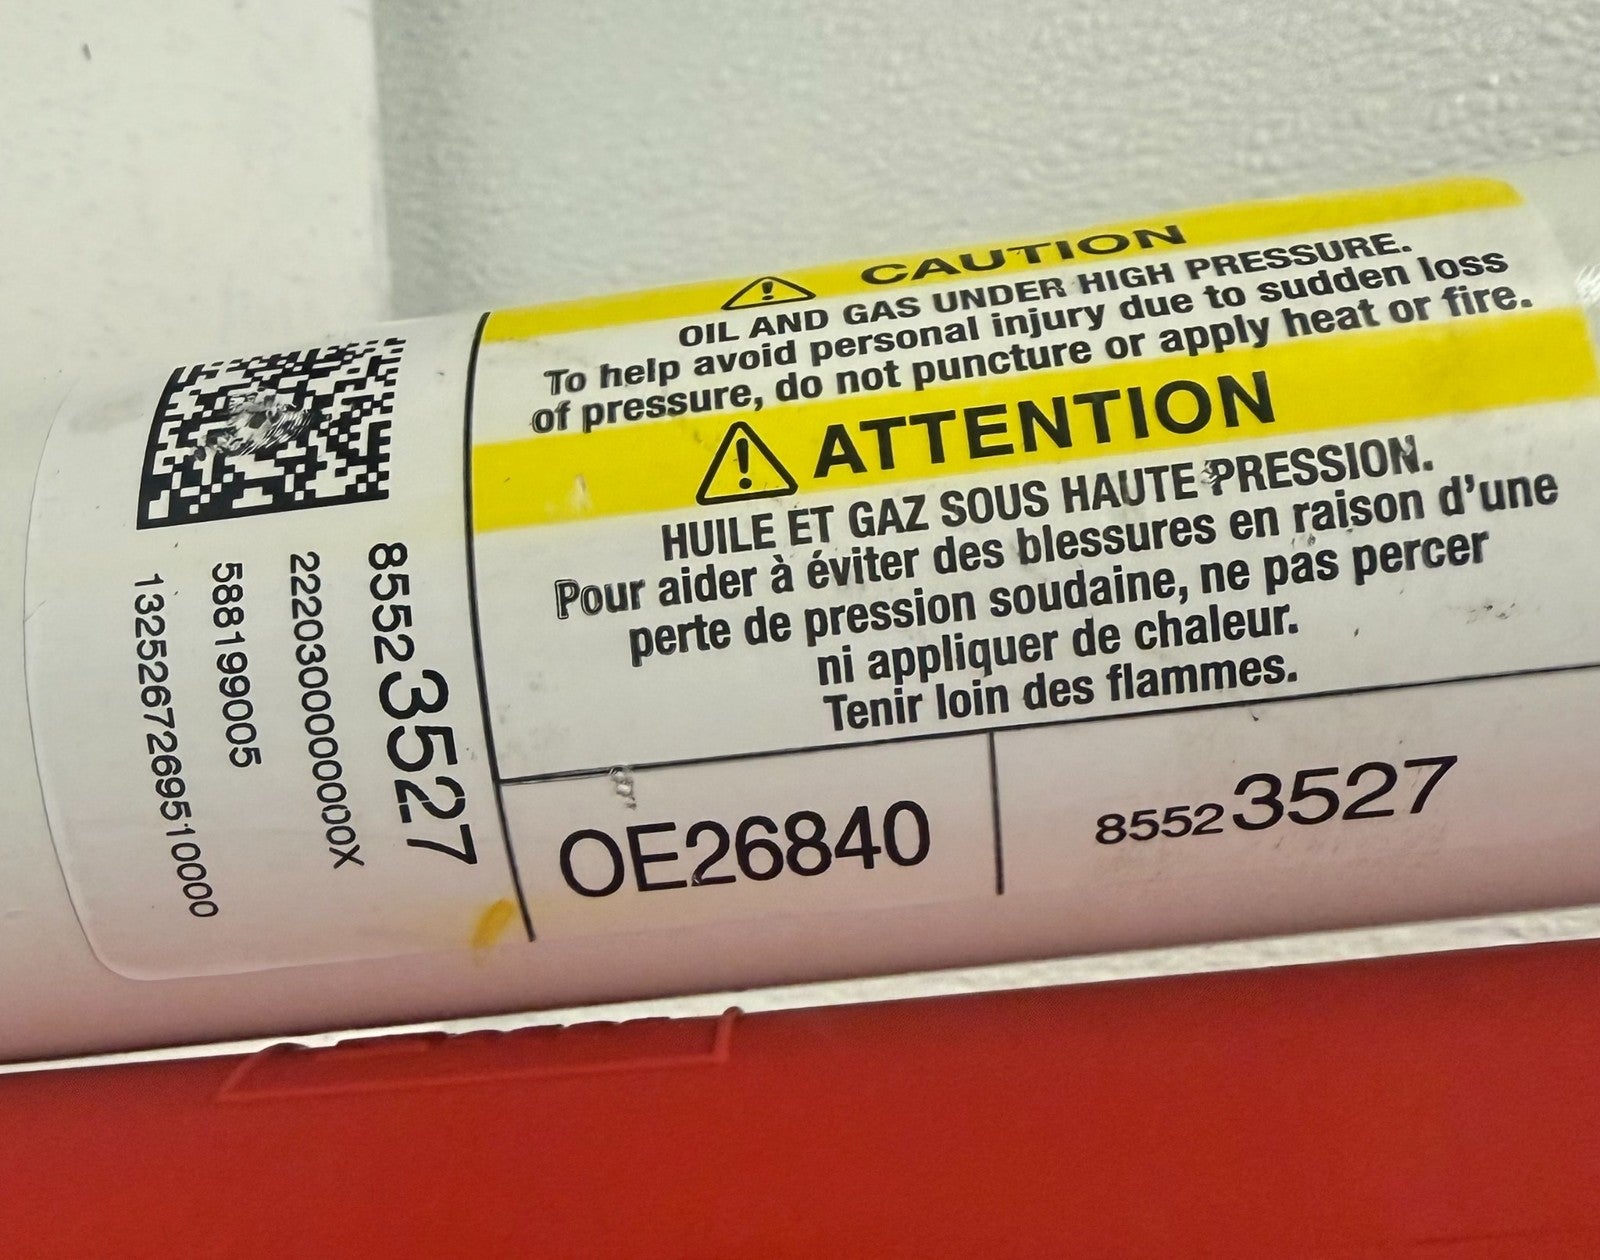 CAUTION
OIL AND GAS UNDER HIGH PRESSURE.
To help avoid personal injury due to sudden loss
of pressure, do not puncture or apply heat or fire.
ATTENTION
HUILE ET GAZ SOUS HAUTE PRESSION.
Pour aider à éviter des blessures en raison d'une
perte de pression soudaine, ne pas percer
ni appliquer de chaleur.
Tenir loin des flammes.
OE26840
85523527
85523527
22203000000000X
588199005
1325267269510000